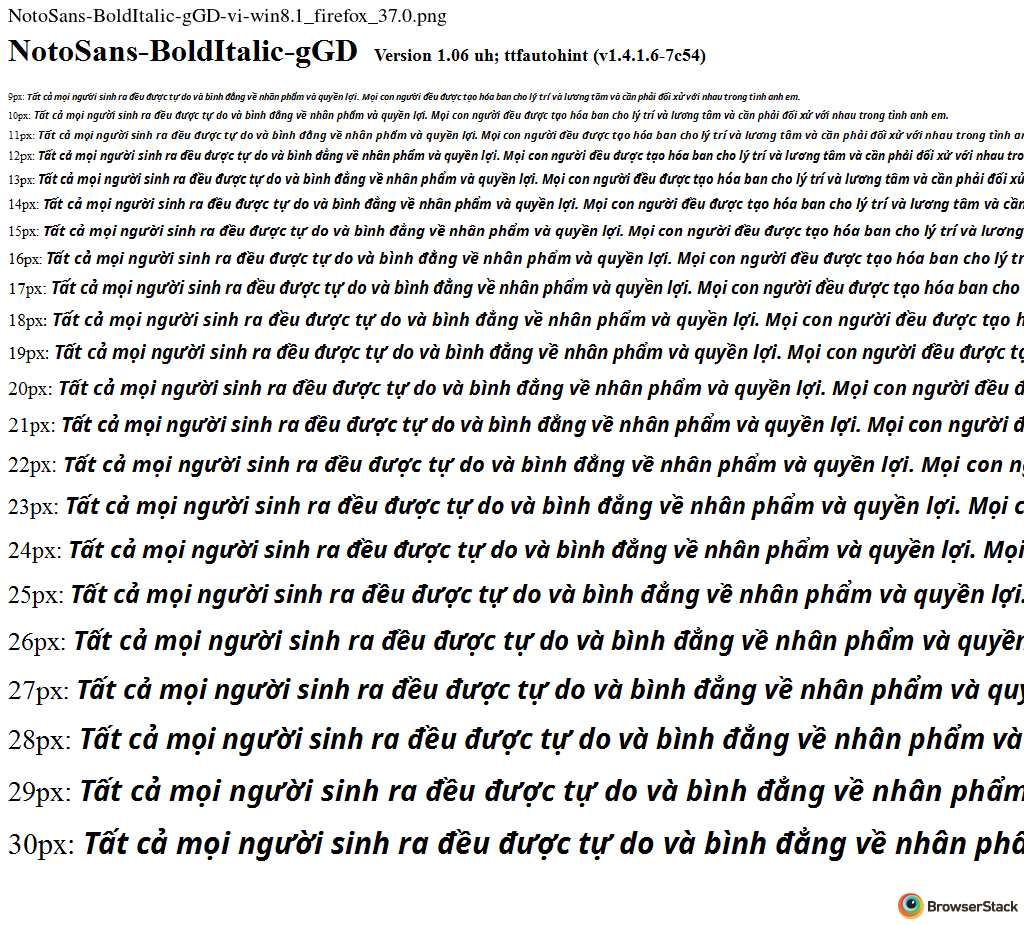 NotoSans-BoldItalic-gGD-vi-win8.1_firefox_37.0.png
NotoSans-BoldItalic-gGD Version 1.06 uh; ttfautohint (v1.4.1.6-7c54)
9px: Tất cả mọi người sinh ra đều được tự do và bình đẳng về nhân phẩm và quyền lợi. Mọi con người đều được tạo hóa ban cho lý trí và lương tâm và cần phải đối xử với nhau trong tình anh em.
10px: Tất cả mọi người sinh ra đều được tự do và bình đẳng về nhân phẩm và quyền lợi. Mọi con người đều được tạo hóa ban cho lý trí và lương tâm và cần phải đối xử với nhau trong tình anh em.
11px: Tất cả mọi người sinh ra đều được tự do và bình đẳng về nhân phẩm và quyền lợi. Mọi con người đều được tạo hóa ban cho lý trí và lương tâm và cần phải đối xử với nhau trong tình
12px: Tất cả mọi người sinh ra đều được tự do và bình đẳng về nhân phẩm và quyền lợi. Mọi con người đều được tạo hóa ban cho lý trí và lương tâm và cần phải đối xử với nhau
13px: Tất cả mọi người sinh ra đều được tự do và bình đẳng về nhân phẩm và quyền lợi. Mọi con người đều được tạo hóa ban cho lý trí và lương tâm và cần phải đối xử
14px: Tất cả mọi người sinh ra đều được tự do và bình đẳng về nhân phẩm và quyền lợi. Mọi con người đều được tạo hóa ban cho lý trí và lương tâm và cần
15px: Tất cả mọi người sinh ra đều được tự do và bình đẳng về nhân phẩm và quyền lợi. Mọi con người đều được tạo hóa ban cho lý trí và lương
16px: Tất cả mọi người sinh ra đều được tự do và bình đẳng về nhân phẩm và quyền lợi. Mọi con người đều được tạo hóa ban cho lý
17px: Tất cả mọi người sinh ra đều được tự do và bình đẳng về nhân phẩm và quyền lợi. Mọi con người đều được tạo hóa ban cho
18px: Tất cả mọi người sinh ra đều được tự do và bình đẳng về nhân phẩm và quyền lợi. Mọi con người đều được tạo
19px: Tất cả mọi người sinh ra đều được tự do và bình đẳng về nhân phẩm và quyền lợi. Mọi con người đều được
20px: Tất cả mọi người sinh ra đều được tự do và bình đẳng về nhân phẩm và quyền lợi. Mọi con người đều
21px: Tất cả mọi người sinh ra đều được tự do và bình đẳng về nhân phẩm và quyền lợi. Mọi con người
22px: Tất cả mọi người sinh ra đều được tự do và bình đẳng về nhân phẩm và quyền lợi. Mọi con
23px: Tất cả mọi người sinh ra đều được tự do và bình đẳng về nhân phẩm và quyền lợi. Mọi
24px: Tất cả mọi người sinh ra đều được tự do và bình đẳng về nhân phẩm và quyền lợi. Mọi
25px: Tất cả mọi người sinh ra đều được tự do và bình đẳng về nhân phẩm và quyền lợi.
26px: Tất cả mọi người sinh ra đều được tự do và bình đẳng về nhân phẩm và quyền
27px: Tất cả mọi người sinh ra đều được tự do và bình đẳng về nhân phẩm và quy
28px: Tất cả mọi người sinh ra đều được tự do và bình đẳng về nhân phẩm và
29px: Tất cả mọi người sinh ra đều được tự do và bình đẳng về nhân phẩm
30px: Tất cả mọi người sinh ra đều được tự do và bình đẳng về nhân
BrowserStack